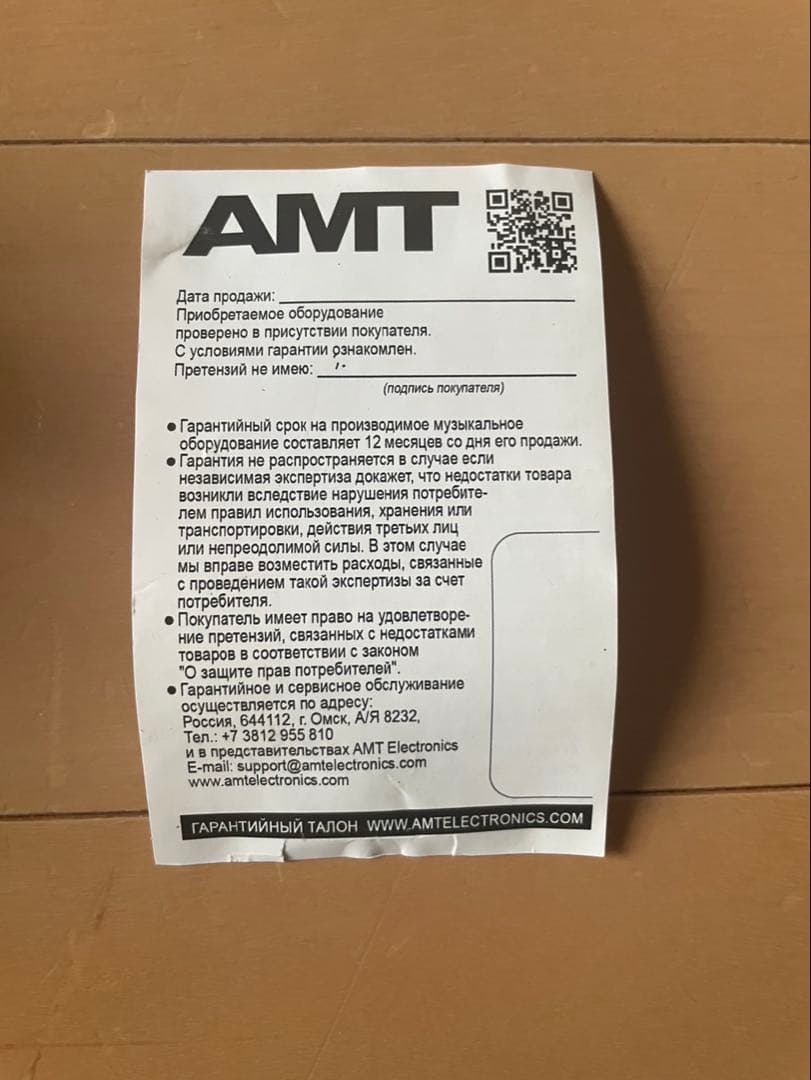 AMT
Дата продажи:
Приобретаемое оборудование
проверено в присутствии покупателя.
С условиями гарантии ознакомлен.
Претензий не имею:
(подпись покупателя)
● Гарантийный срок на производимое музыкальное
оборудование составляет 12 месяцев со дня его продажи.
● Гарантия не распространяется в случае если
независимая экспертиза докажет, что недостатки товара
возникли вследствие нарушения потребите-
лем правил использования, хранения или
транспортировки, действия третьих лиц
или непреодолимой силы. В этом случае
мы вправе возместить расходы, связанные
с проведением такой экспертизы за счет
потребителя.
● Покупатель имеет право на удовлетворе-
ние претензий, связанных с недостатками
товаров в соответствии с законом
"О защите прав потребителей".
● Гарантийное и сервисное обслуживание
осуществляется по адресу:
Россия, 644112, г. Омск, А/Я 8232,
Тел.: +7 3812 955 810
и в представительствах AMT Electronics
E-mail: support@amtelectronics.com
www.amtelectronics.com
ГАРАНТИЙНЫЙ ТАЛОН WWW.AMTELECTRONICS.COM